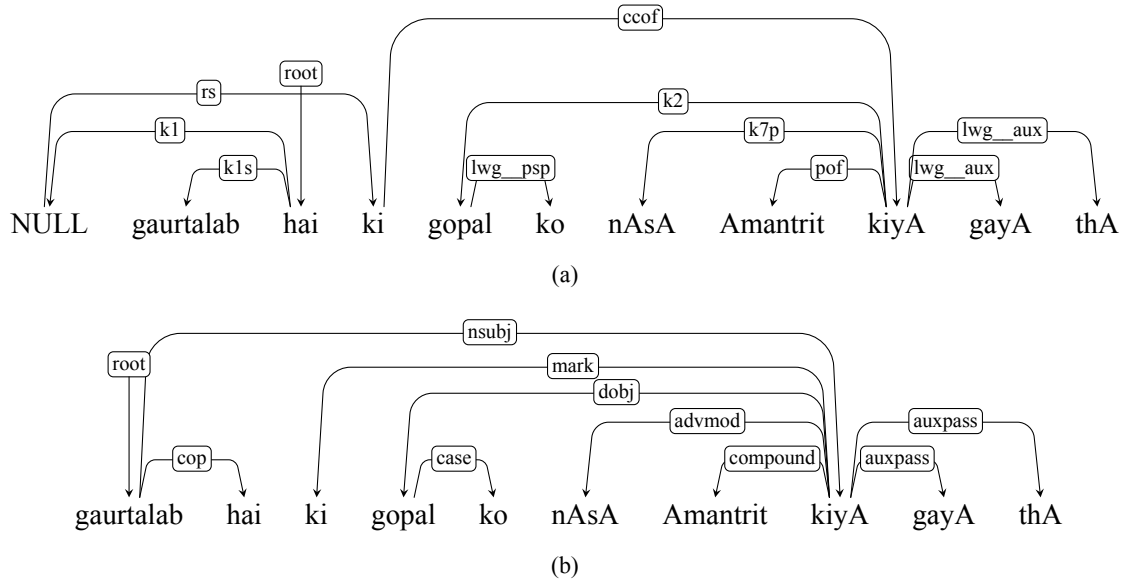 ccof
root
rs k2
k1 k7p lwg__aux
k1s lwg__psp pof lwg__aux
NULL gaurtalab hai ki gopal ko nAsA Amantrit kiyA gayA thA
(a)
nsubj
root mark
dobj
advmod auxpass
cop case compound auxpass
gaurtalab hai ki gopal ko nAsA Amantrit kiyA gayA thA
(b)